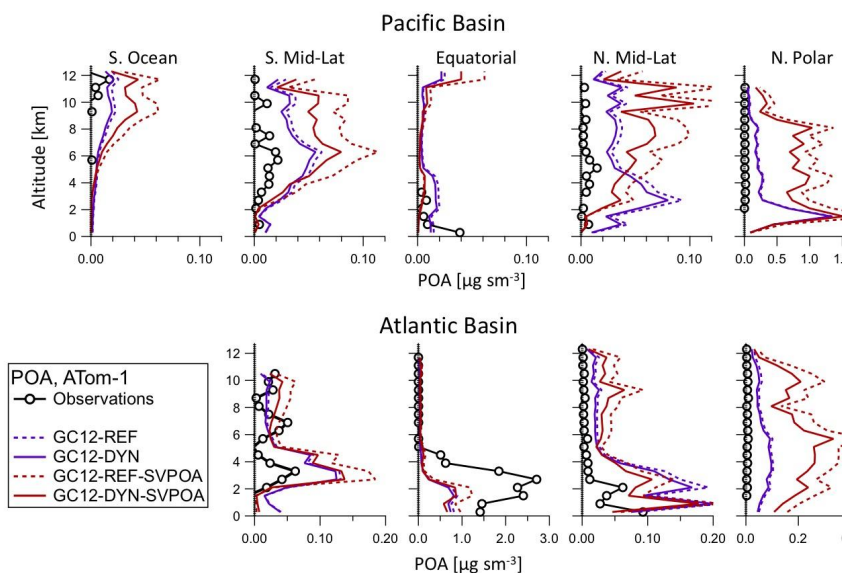 Pacific Basin
S. Ocean
S. Mid-Lat
Equatorial
N. Mid-Lat
N. Polar
Altitude [km]
12
10
8
6
4
2
0
0.00 0.10
0.00 0.10
0.00 0.10
0.00 0.10
0.0 0.5 1.0 1.5
POA [µg sm⁻³]
Atlantic Basin
12
10
8
6
4
2
0
0.00 0.10 0.20
0.0 1.0 2.0 3.0
0.00 0.10 0.20
0.0 0.2
POA [µg sm⁻³]
POA, ATom-1
Observations
GC12-REF
GC12-DYN
GC12-REF-SVPOA
GC12-DYN-SVPOA